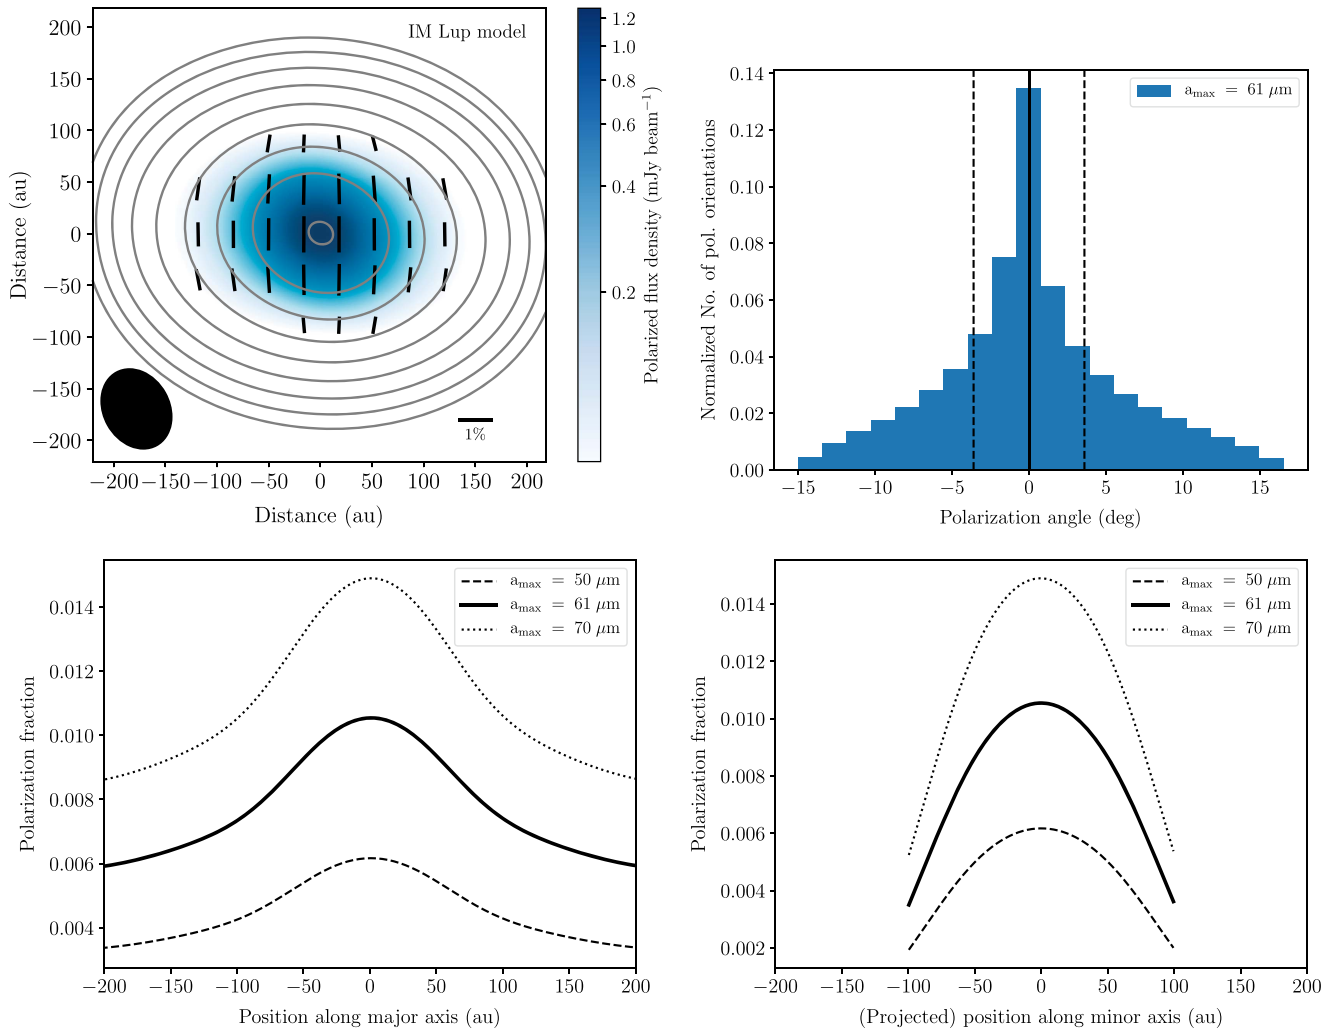 IM Lup model
Distance (au)
200
150
100
50
0
−50
−100
−150
−200
1%
−200 −150 −100 −50 0 50 100 150 200
Distance (au)
1.2
1.0
0.8
0.6
0.4
0.2
Polarized flux density (mJy beam⁻¹)
Normalized No. of pol. orientations
0.14
0.12
0.10
0.08
0.06
0.04
0.02
0.00
a_max = 61 μm
−15 −10 −5 0 5 10 15
Polarization angle (deg)
Polarization fraction
0.014
0.012
0.010
0.008
0.006
0.004
a_max = 50 μm
a_max = 61 μm
a_max = 70 μm
−200 −150 −100 −50 0 50 100 150 200
Position along major axis (au)
Polarization fraction
0.014
0.012
0.010
0.008
0.006
0.004
0.002
a_max = 50 μm
a_max = 61 μm
a_max = 70 μm
−200 −150 −100 −50 0 50 100 150 200
(Projected) position along minor axis (au)